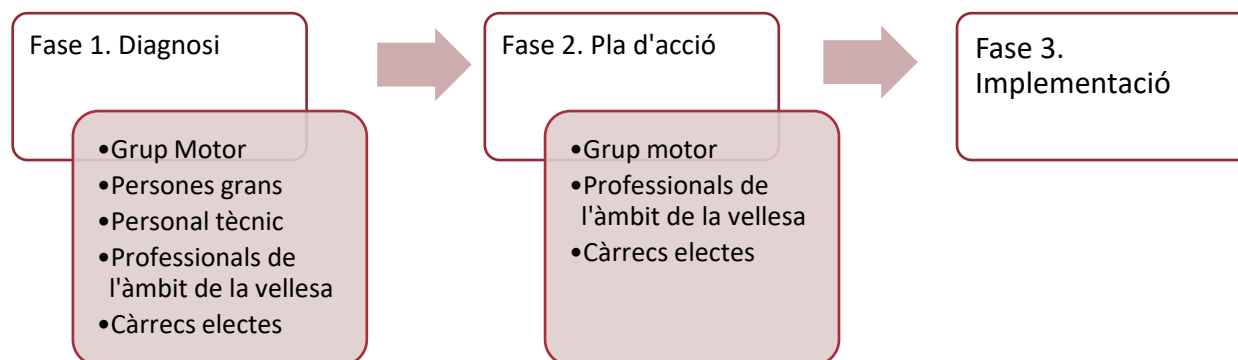 Fase 1. Diagnosi
•Grup Motor
•Persones grans
•Personal tècnic
•Professionals de
l'àmbit de la vellesa
•Càrrecs electes
Fase 2. Pla d'acció
•Grup motor
•Professionals de
l'àmbit de la vellesa
•Càrrecs electes
Fase 3.
Implementació